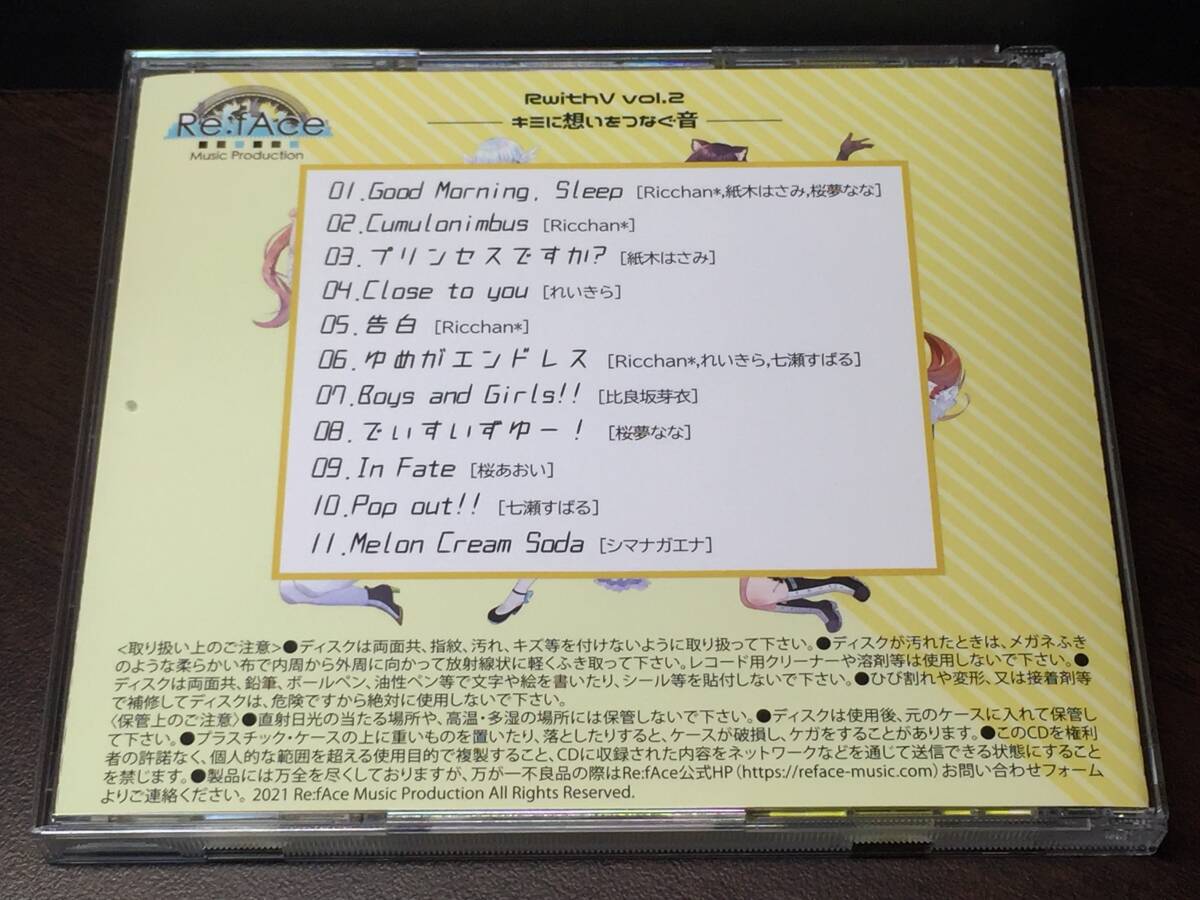 Re:fAce
Music Production
RwithV vol.2
キミに想いをつなぐ音
01.Good Morning, Sleep [Ricchan*,紙木はさみ,桜夢なな]
02.Cumulonimbus [Ricchan*]
03.プリンセスですか? [紙木はさみ]
04.Close to you [れいきら]
05.告白 [Ricchan*]
06.ゆめがエンドレス [Ricchan*,れいきら,七瀬すばる]
07.Boys and Girls!! [比良坂芽衣]
08.でぃすいずゆー! [桜夢なな]
09.In Fate [桜あおい]
10.Pop out!! [七瀬すばる]
11.Melon Cream Soda [シマナガエナ]
<取り扱い上のご注意>●ディスクは両面共、指紋、汚れ、キズ等を付けないように取り扱って下さい。●ディスクが汚れたときは、メガネふき
のような柔らかい布で内周から外周に向かって放射線状に軽くふき取って下さい。レコード用クリーナーや溶剤等は使用しないで下さい。●
ディスクは両面共、鉛筆、ボールペン、油性ペン等で文字や絵を書いたり、シール等を貼付しないで下さい。●ひび割れや変形、又は接着剤等
で補修してディスクは、危険ですから絶対に使用しないで下さい。
〈保管上のご注意〉●直射日光の当たる場所や、高温・多湿の場所には保管しないで下さい。●ディスクは使用後、元のケースに入れて保管し
て下さい。●プラスチック・ケースの上に重いものを置いたり、落としたりすると、ケースが破損し、ケガをすることがあります。●このCDを権利
者の許諾なく、個人的な範囲を超える使用目的で複製すること、CDに収録された内容をネットワークなどを通じて送信できる状態にすること
を禁じます。●製品には万全を尽くしておりますが、万が一不良品の際はRe:fAce公式HP(https://reface-music.com)お問い合わせフォーム
よりご連絡ください。2021 Re:fAce Music Production All Rights Reserved.